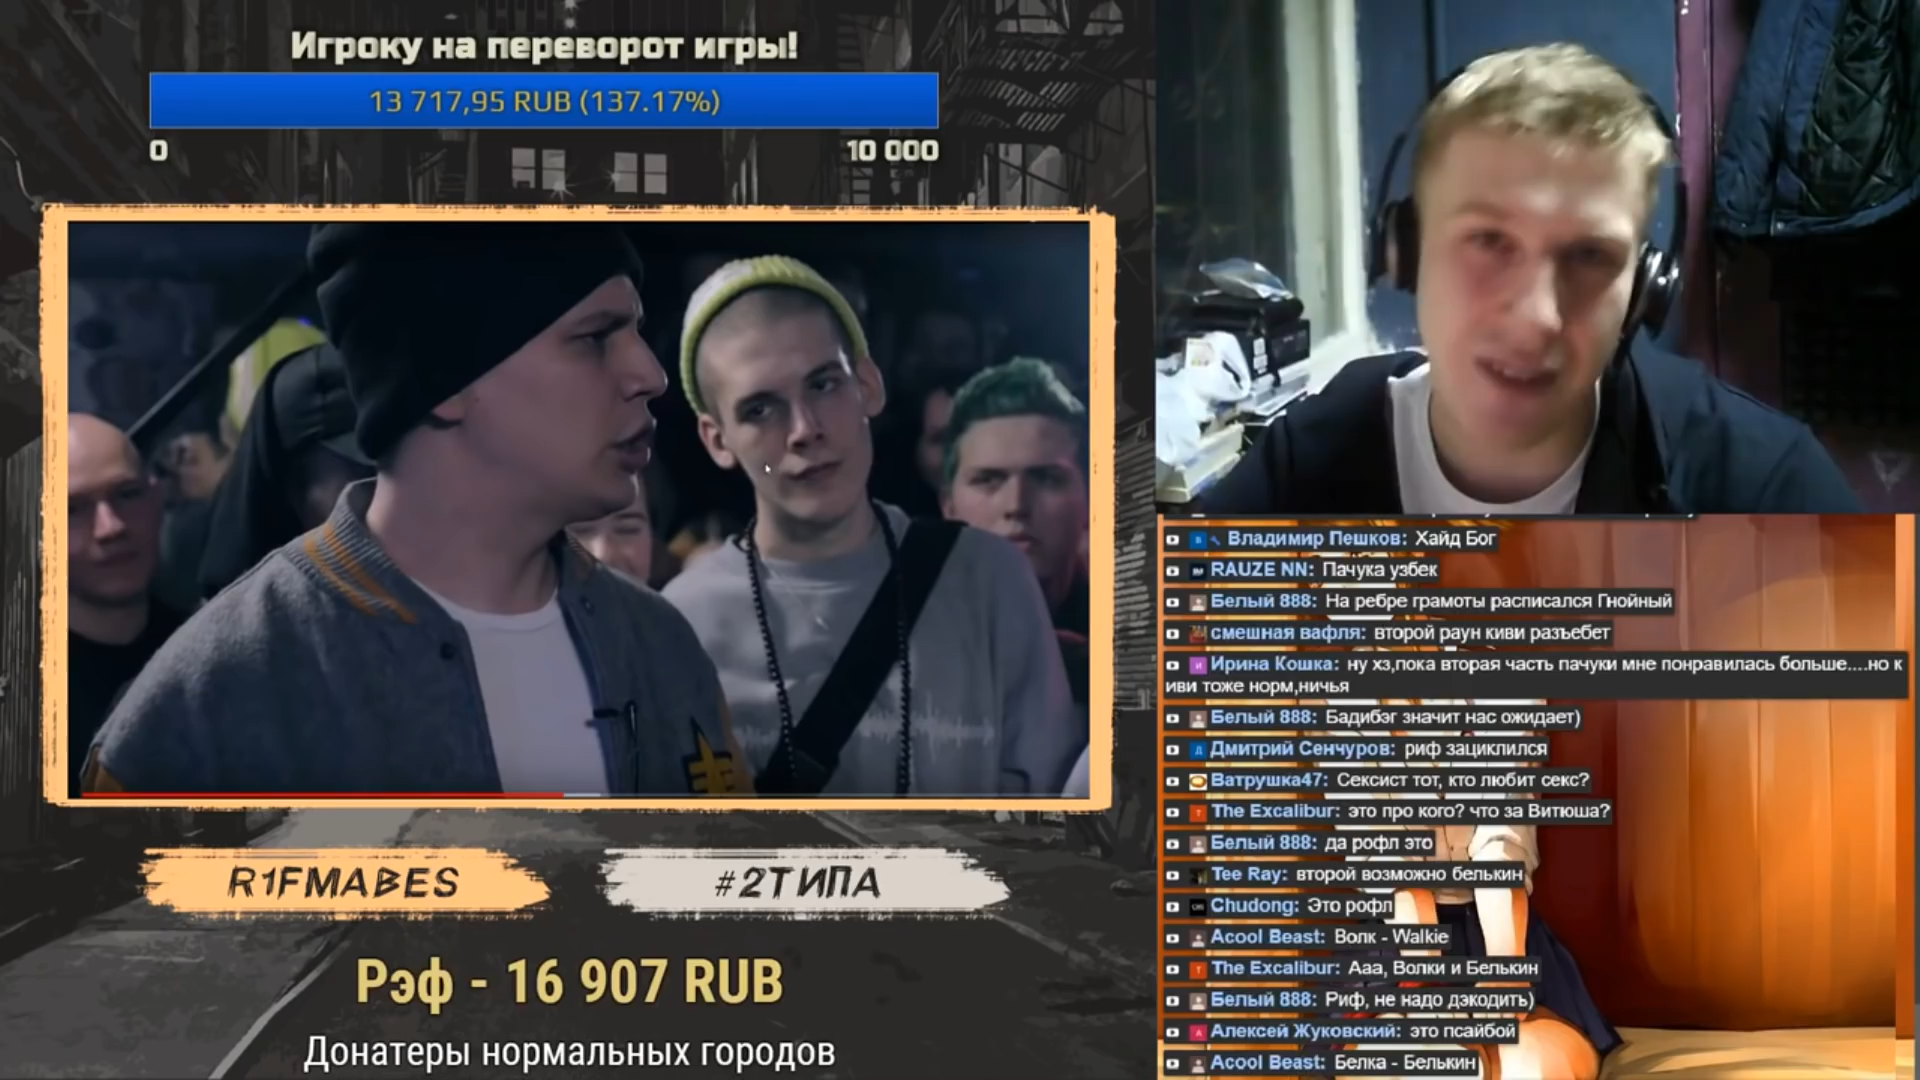 Игроку на переворот игры!
13 717,95 RUB (137.17%)
0
10 000
R1FMABES
#2ТИПА
Рэф - 16 907 RUB
Донатеры нормальных городов
Владимир Пешков: Хайд Бог
RAUZE NN: Пачука узбек
Белый 888: На ребре грамоты расписался Гнойный
смешная вафля: второй раун киви разъебет
Ирина Кошка: ну хз,пока вторая часть пачуки мне понравилась больше....но к
иви тоже норм,ничья
Белый 888: Бадибэг значит нас ожидает)
Дмитрий Сенчуров: риф зациклился
Ватрушка47: Сексист тот, кто любит секс?
The Excalibur: это про кого? что за Витюша?
Белый 888: да рофл это
Tee Ray: второй возможно белькин
Chudong: Это рофл
Acool Beast: Волк - Walkie
The Excalibur: Ааа, Волки и Белькин
Белый 888: Риф, не надо дэкодить)
Алексей Жуковский: это псайбой
Acool Beast: Белка - Белькин